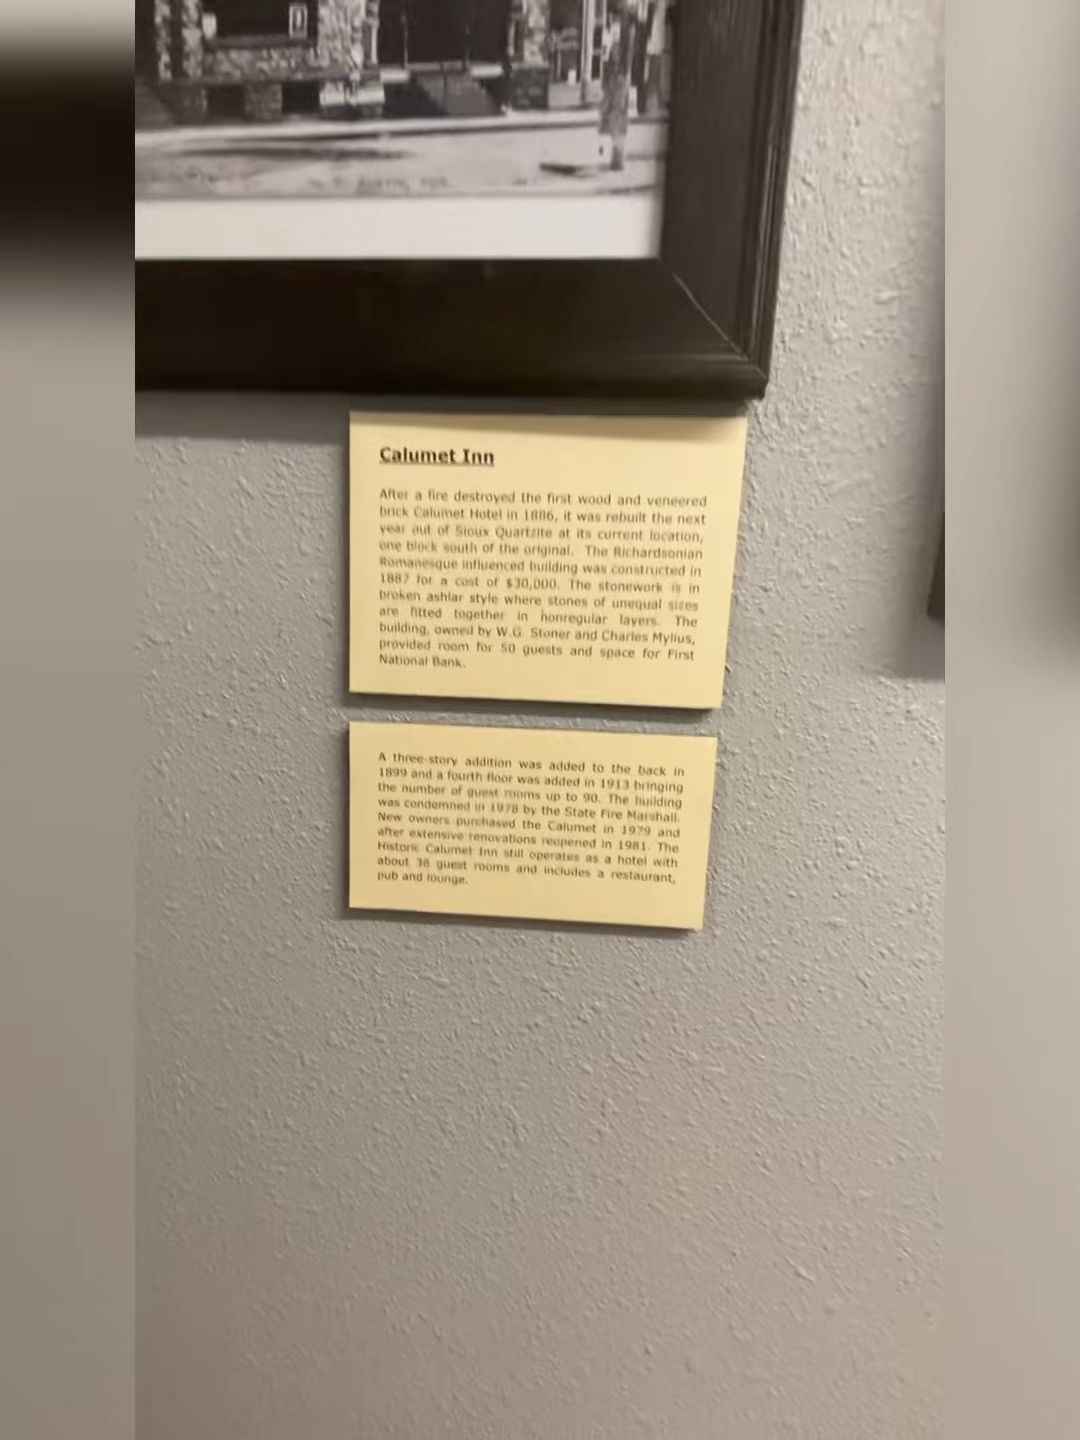 Calumet Inn
After a fire destroyed the first wood and veneered
brick Calumet Hotel in 1886, it was rebuilt the next
year out of Sioux Quartzite at its current location,
one block south of the original. The Richardsonian
Romanesque influenced building was constructed in
1887 for a cost of $30,000. The stonework is in
broken ashlar style where stones of unequal sizes
are fitted together in nonregular layers. The
building, owned by W.G Stoner and Charles Mylius,
provided room for 50 guests and space for First
National Bank.
A three-story addition was added to the back in
1899 and a fourth floor was added in 1913 bringing
the number of guest rooms up to 90. The building
was condemned in 1978 by the State Fire Marshall.
New owners purchased the Calumet in 1979 and
after extensive renovations reopened in 1981. The
Historic Calumet Inn still operates as a hotel with
about 36 guest rooms and includes a restaurant,
pub and lounge.